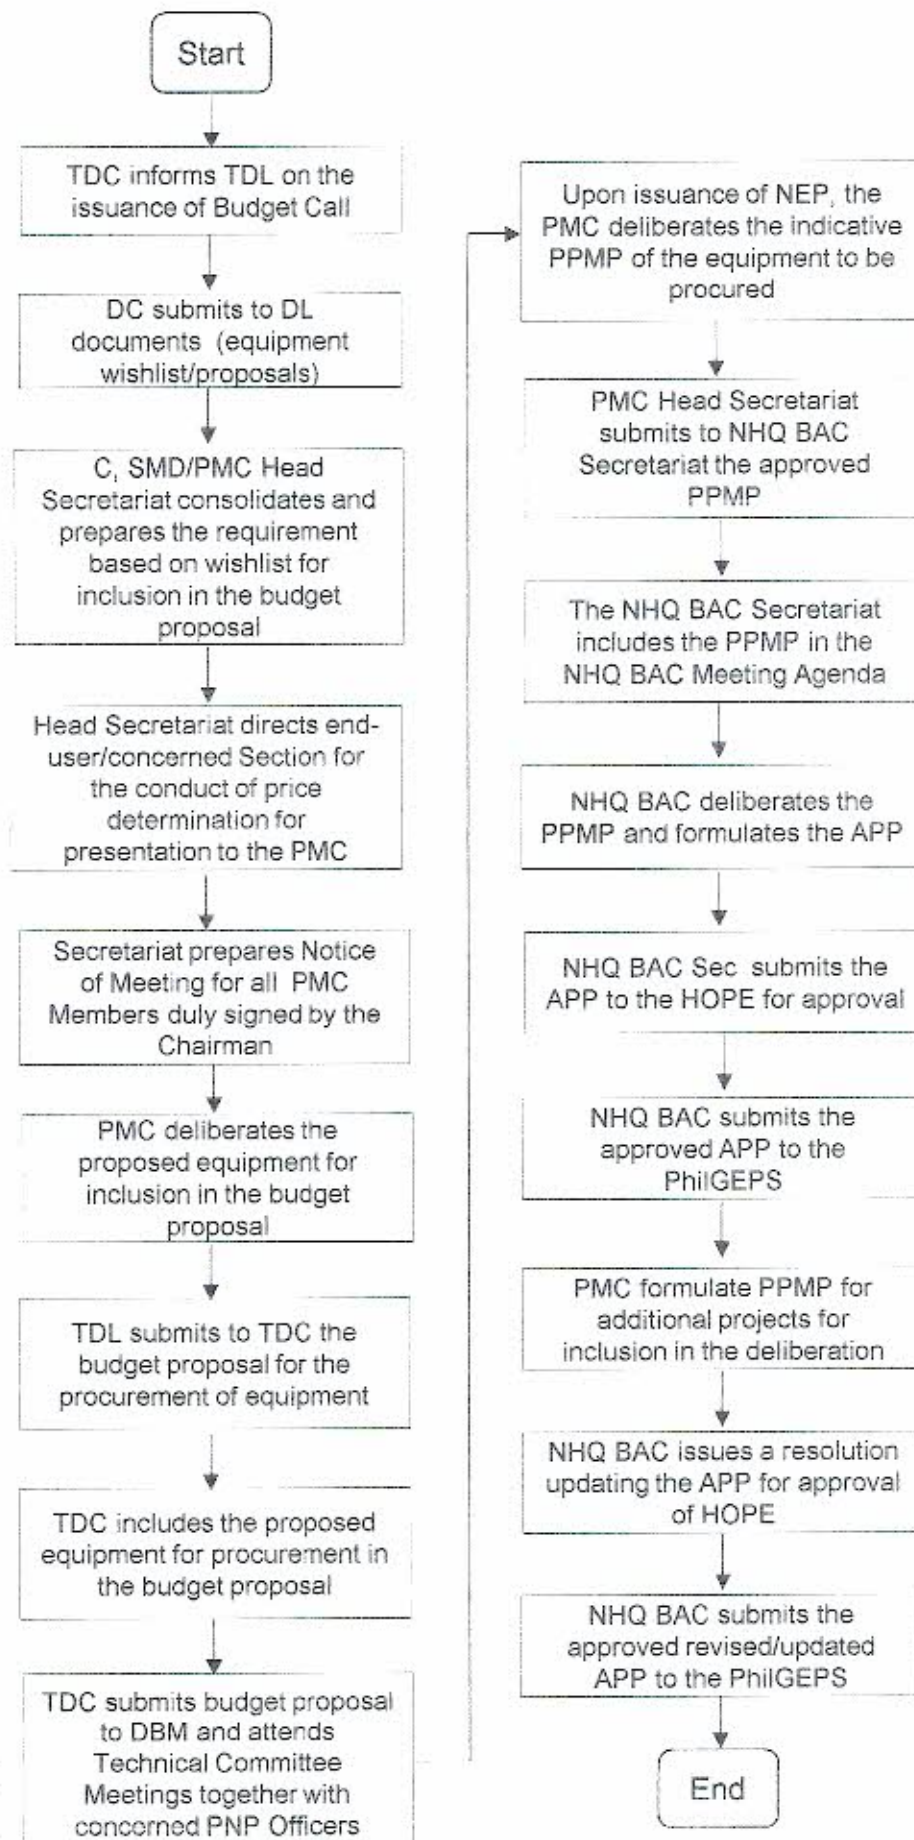 Start
TDC informs TDL on the
issuance of Budget Call
DC submits to DL
documents (equipment
wishlist/proposals)
C, SMD/PMC Head
Secretariat consolidates and
prepares the requirement
based on wishlist for
inclusion in the budget
proposal
Head Secretariat directs end-
user/concerned Section for
the conduct of price
determination for
presentation to the PMC
Secretariat prepares Notice
of Meeting for all PMC
Members duly signed by the
Chairman
PMC deliberates the
proposed equipment for
inclusion in the budget
proposal
TDL submits to TDC the
budget proposal for the
procurement of equipment
TDC includes the proposed
equipment for procurement in
the budget proposal
TDC submits budget proposal
to DBM and attends
Technical Committee
Meetings together with
concerned PNP Officers
Upon issuance of NEP, the
PMC deliberates the indicative
PPMP of the equipment to be
procured
PMC Head Secretariat
submits to NHQ BAC
Secretariat the approved
PPMP
The NHQ BAC Secretariat
includes the PPMP in the
NHQ BAC Meeting Agenda
NHQ BAC deliberates the
PPMP and formulates the APP
NHQ BAC Sec submits the
APP to the HOPE for approval
NHQ BAC submits the
approved APP to the
PhilGEPS
PMC formulate PPMP for
additional projects for
inclusion in the deliberation
NHQ BAC issues a resolution
updating the APP for approval
of HOPE
NHQ BAC submits the
approved revised/updated
APP to the PhilGEPS
End